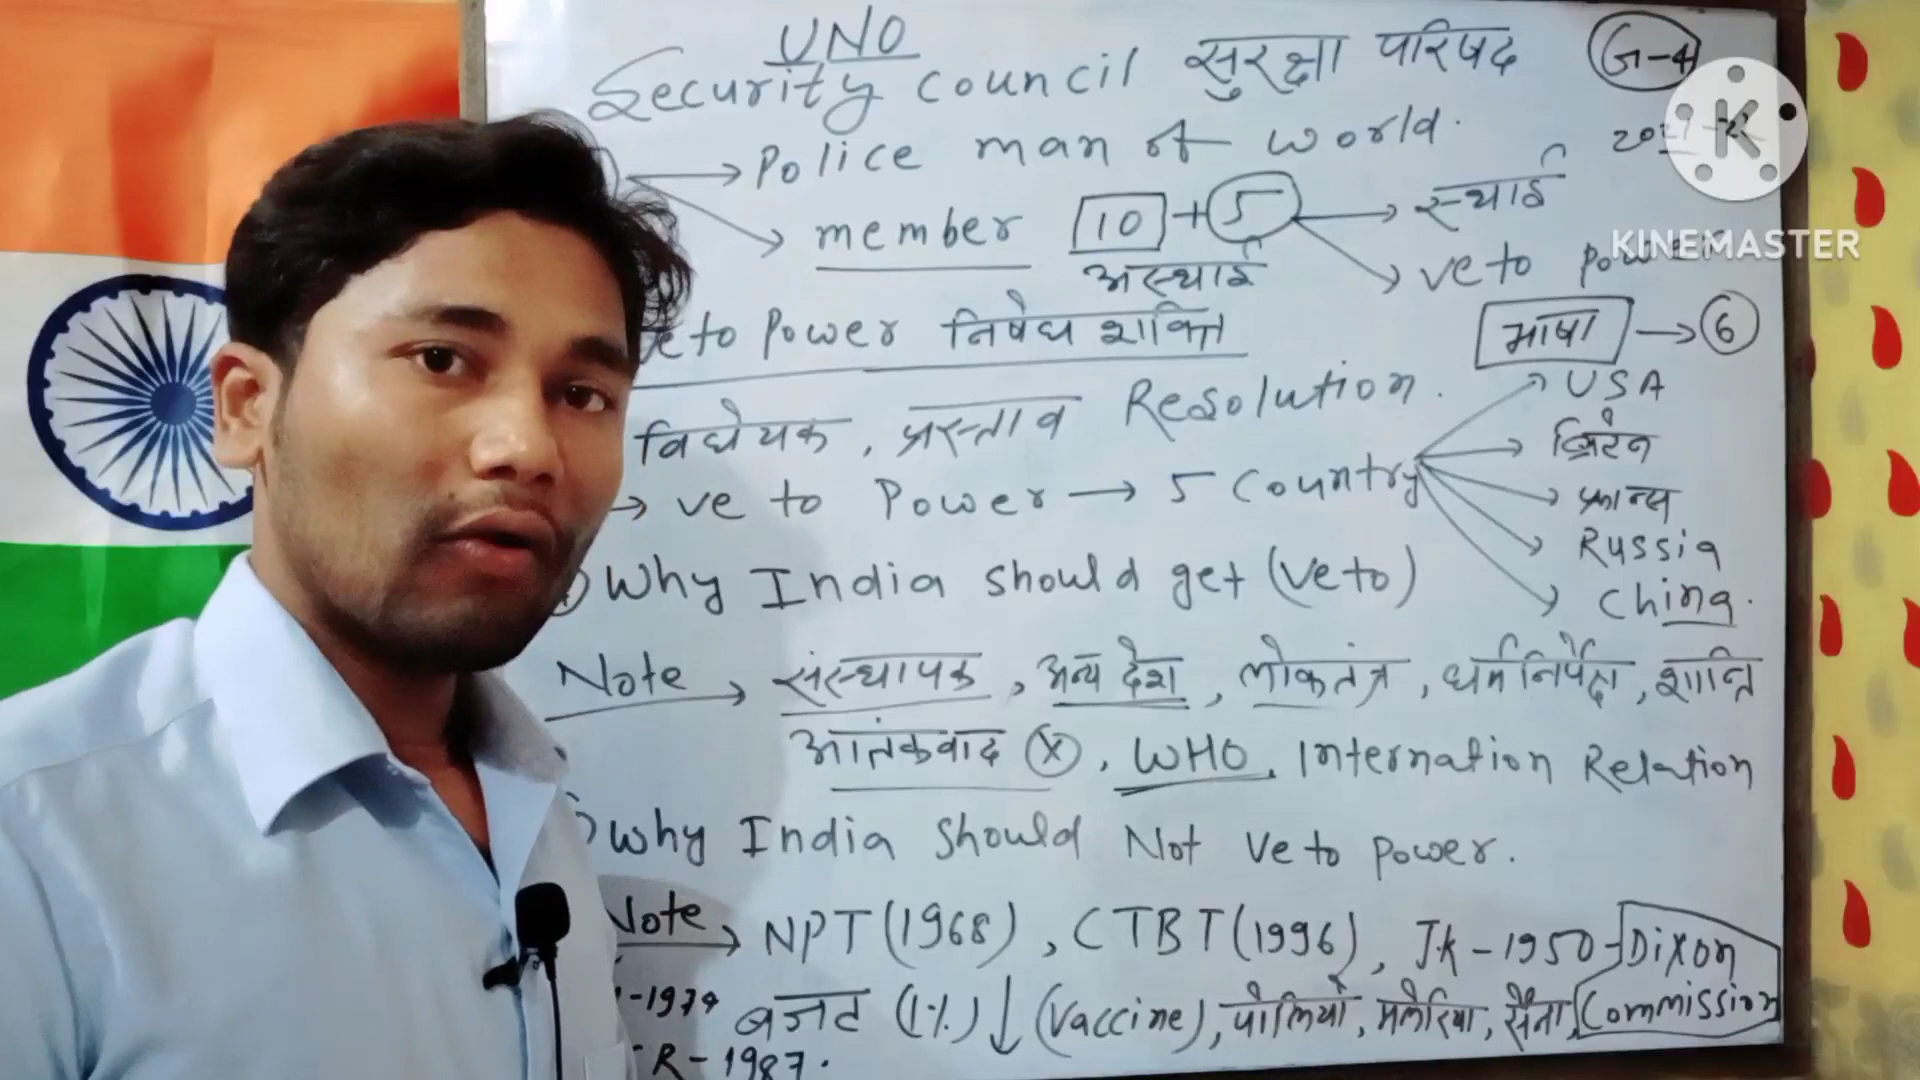 UNO
Security council सुरक्षा परिषद
G-4
→ Police man of world.
→ member 10 + 5 → स्थाई
अस्थाई → veto power
KINEMASTER
veto Power निषेध शक्ति
भाषा → 6
विधेयक, प्रस्ताव Resolution.
→ veto Power → 5 Country
USA
ब्रिटेन
फ्रान्स
Russia
China.
Why India should get (veto)
Note → संस्थापक, अन्य देश, लोकतंत्र, धर्मनिर्पेक्ष, शान्ति
आतंकवाद ⓧ, WHO, Internation Relation
Why India should Not veto power.
Note → NPT (1968), CTBT (1996), J.K - 1950 - Dixon Commission
-1974 बजट (1%) ↓ (Vaccine), पोलियो, मलेरिया, सेना,
R - 1987.